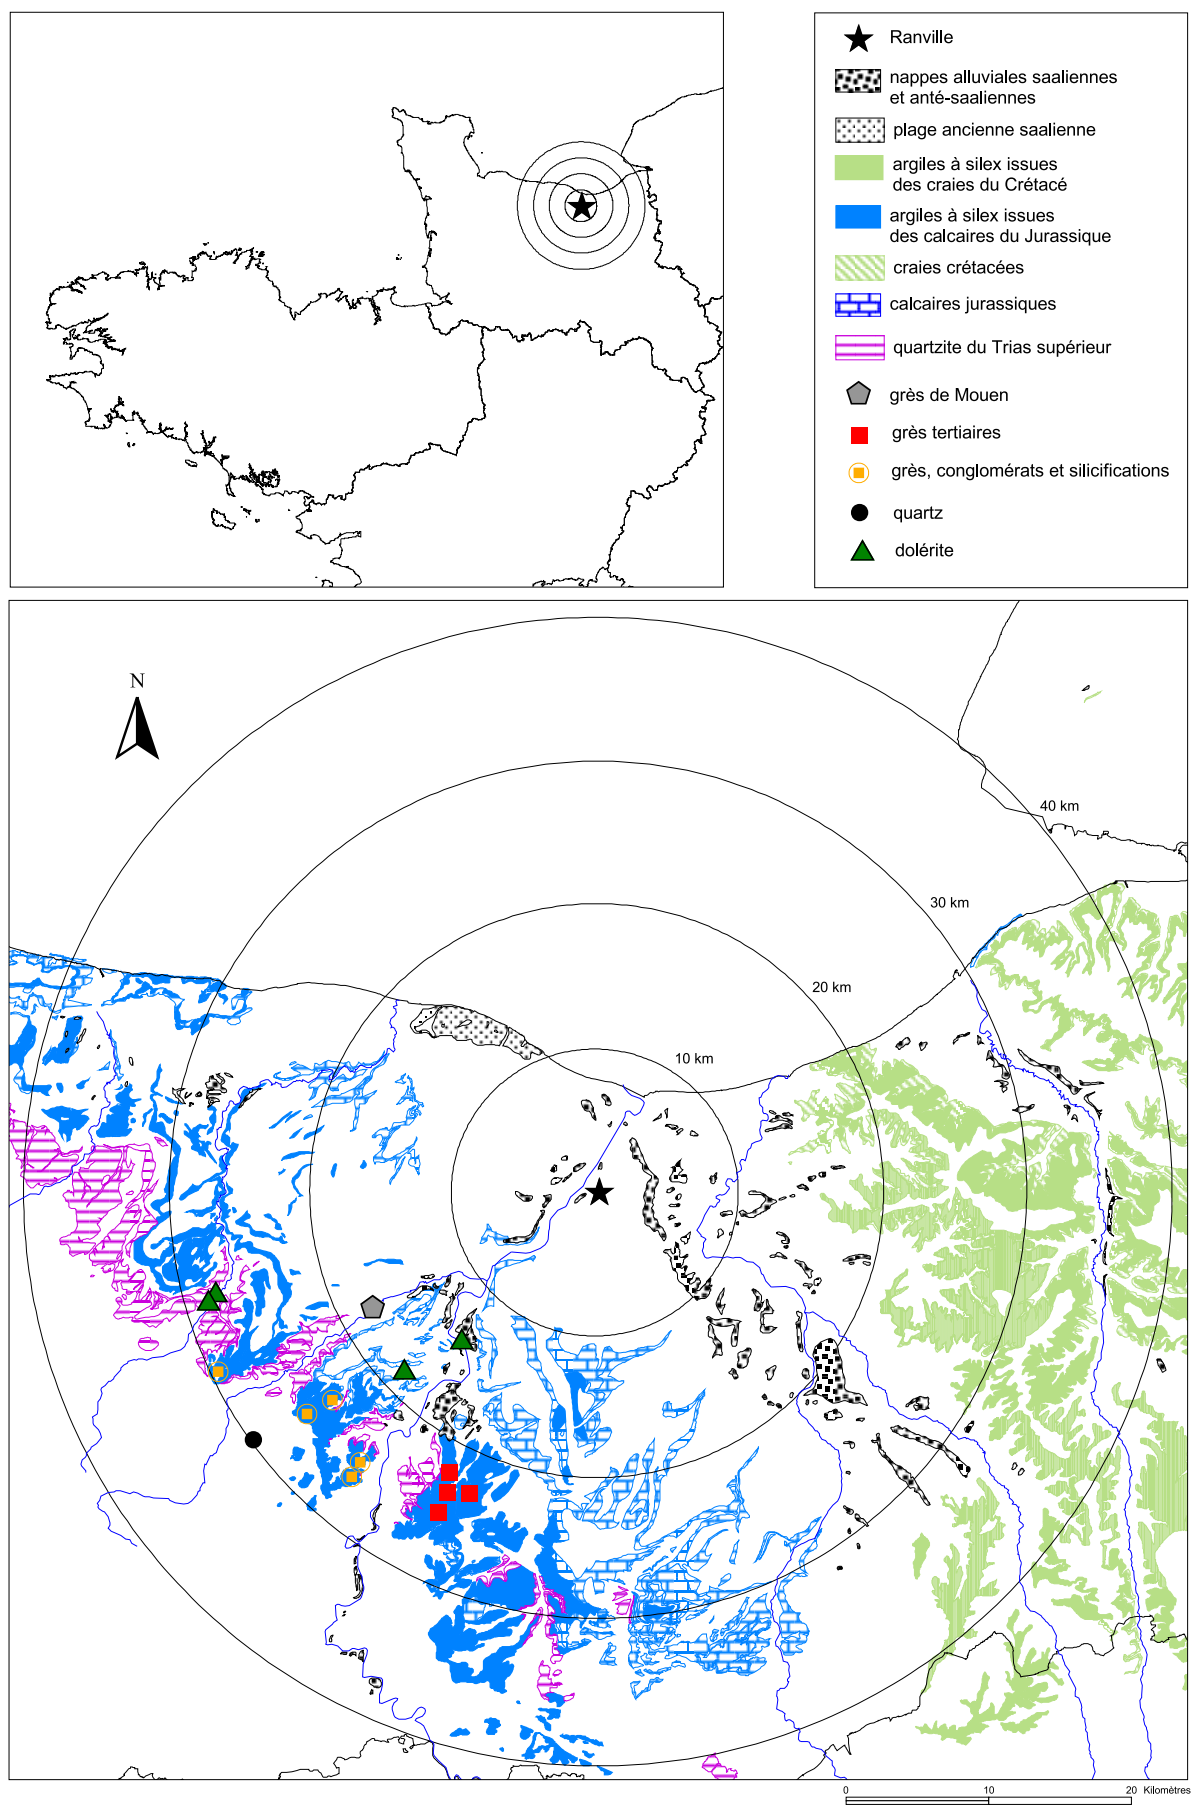 Ranville
nappes alluviales saaliennes
et anté-saaliennes
plage ancienne saalienne
argiles à silex issues
des craies du Crétacé
argiles à silex issues
des calcaires du Jurassique
craies crétacées
calcaires jurassiques
quartzite du Trias supérieur
grès de Mouen
grès tertiaires
grès, conglomérats et silicifications
quartz
dolérite
N
40 km
30 km
20 km
10 km
0 10 20 Kilomètres